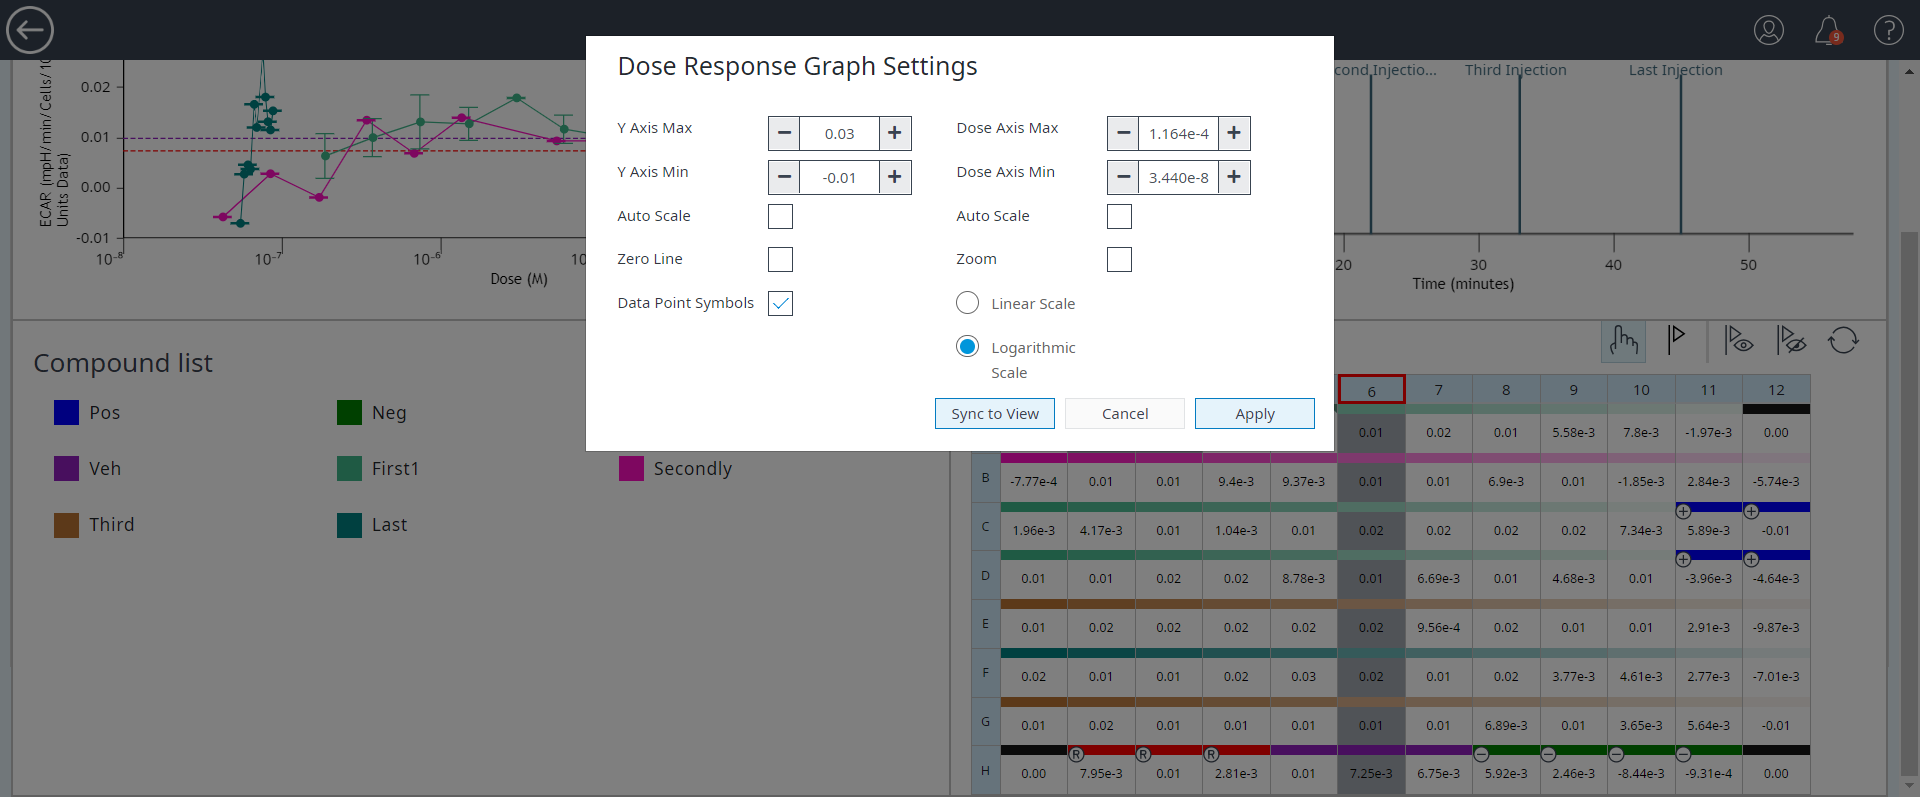 9
Dose Response Graph Settings
Y Axis Max
0.03
Dose Axis Max
1.164e-4
Y Axis Min
-0.01
Dose Axis Min
3.440e-8
Auto Scale
Auto Scale
Zero Line
Zoom
Data Point Symbols
Linear Scale
Logarithmic
Scale
Sync to View
Cancel
Apply
ECAR (mpH/min/Cells/10
Units Data)
0.02
0.01
0.00
-0.01
10⁻⁸
10⁻⁷
10⁻⁶
10
Dose (M)
cond Injectio...
Third Injection
Last Injection
20
30
40
50
Time (minutes)
Compound list
Pos
Neg
Veh
First1
Secondly
Third
Last
6 7 8 9 10 11 12
0.01 0.02 0.01 5.58e-3 7.8e-3 -1.97e-3 0.00
B -7.77e-4 0.01 0.01 9.4e-3 9.37e-3 0.01 0.01 6.9e-3 0.01 -1.85e-3 2.84e-3 -5.74e-3
C 1.96e-3 4.17e-3 0.01 1.04e-3 0.01 0.02 0.02 0.02 0.02 7.34e-3 5.89e-3 -0.01
D 0.01 0.01 0.02 0.02 8.78e-3 0.01 6.69e-3 0.01 4.68e-3 0.01 -3.96e-3 -4.64e-3
E 0.01 0.02 0.02 0.02 0.02 0.02 9.56e-4 0.02 0.01 0.01 2.91e-3 -9.87e-3
F 0.02 0.01 0.01 0.02 0.03 0.02 0.01 0.02 3.77e-3 4.61e-3 2.77e-3 -7.01e-3
G 0.01 0.02 0.01 0.01 0.01 0.01 0.01 6.89e-3 0.01 3.65e-3 5.64e-3 -0.01
R R R
H 0.00 7.95e-3 0.01 2.81e-3 0.01 7.25e-3 6.75e-3 5.92e-3 2.46e-3 -8.44e-3 -9.31e-4 0.00